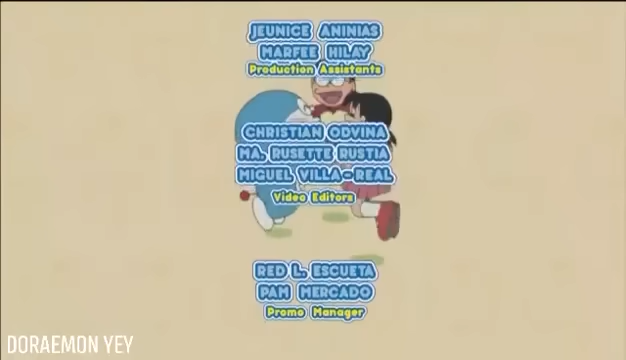 JEUNICE ANINIAS
MARFEE HILAY
Production Assistants
CHRISTIAN ODVINA
MA. RUSETTE RUSTIA
MIGUEL VILLA-REAL
Video Editors
RED L. ESCUETA
PAM MERCADO
Promo Manager
DORAEMON YEY